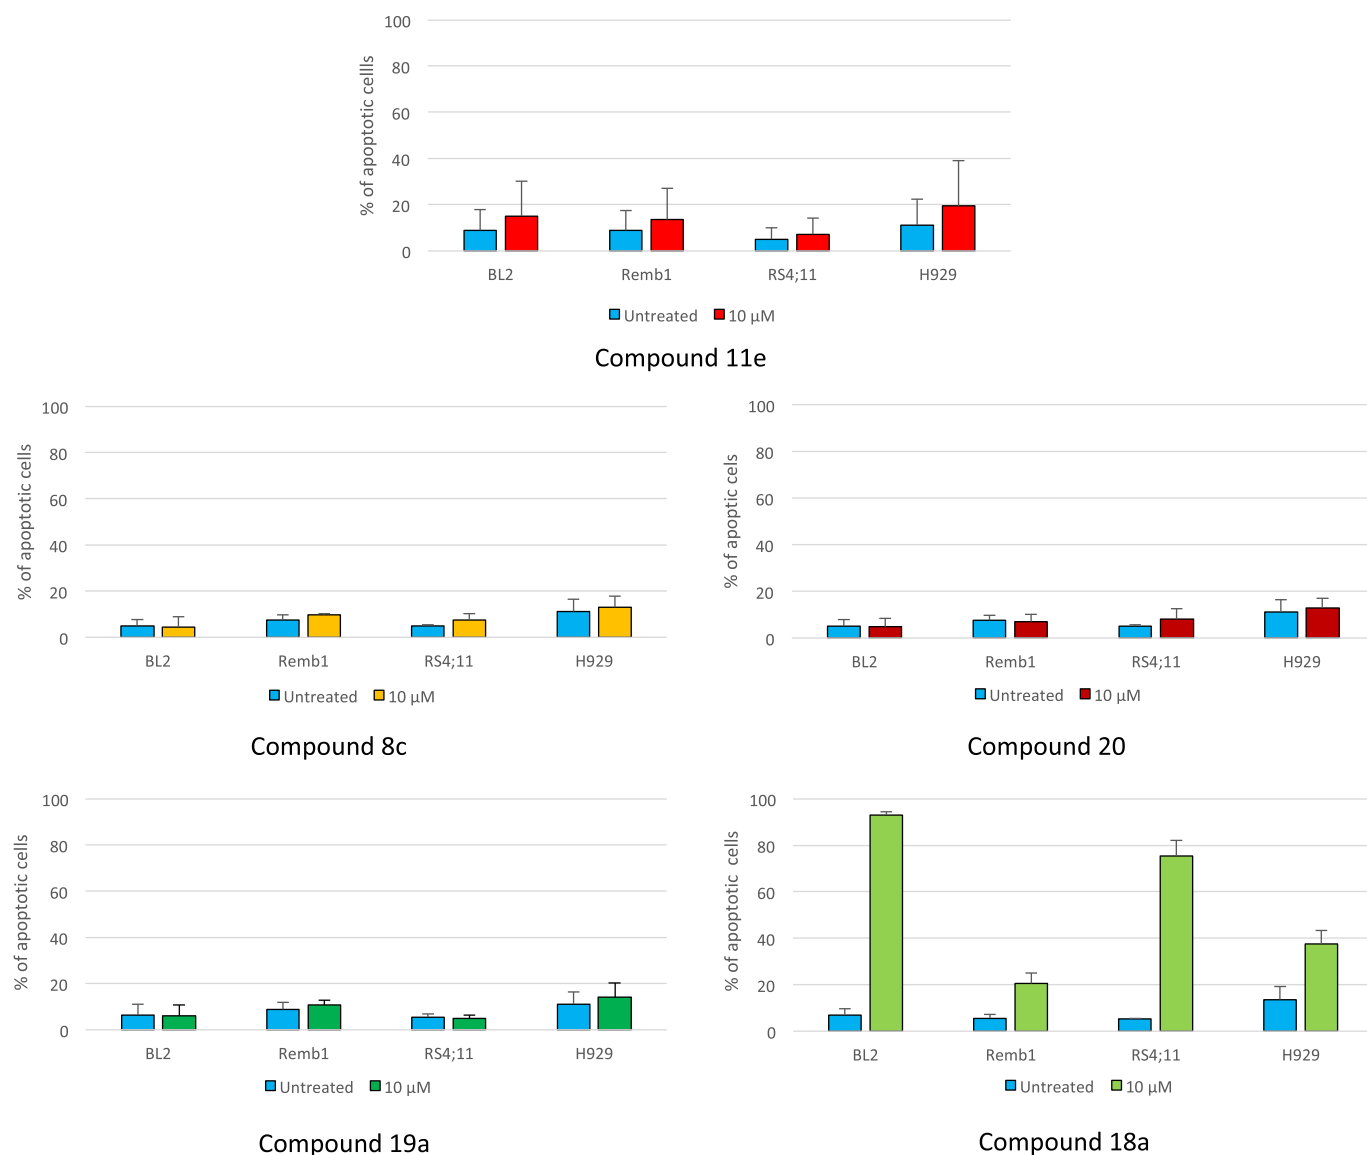 % of apoptotic cellls
100
80
60
40
20
0
BL2 Remb1 RS4;11 H929
Untreated 10 µM
Compound 11e
% of apoptotic cells
100
80
60
40
20
0
BL2 Remb1 RS4;11 H929
Untreated 10 µM
Compound 8c
% of apoptic cels
100
80
60
40
20
0
BL2 Remb1 RS4;11 H929
Untreated 10 µM
Compound 20
% of apoptotic cells
100
80
60
40
20
0
BL2 Remb1 RS4;11 H929
Untreated 10 µM
Compound 19a
% of apoptotic cells
100
80
60
40
20
0
BL2 Remb1 RS4;11 H929
Untreated 10 µM
Compound 18a